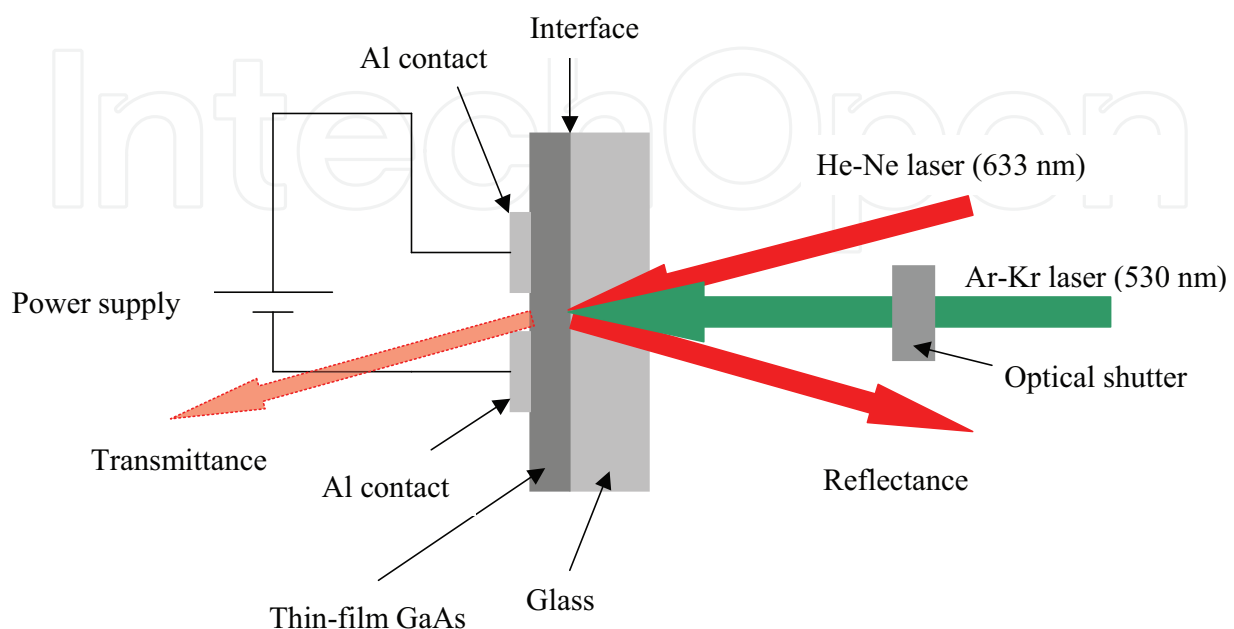 IntechOpen
Interface
Al contact
He-Ne laser (633 nm)
Ar-Kr laser (530 nm)
Power supply
Optical shutter
Transmittance
Al contact
Reflectance
Glass
Thin-film GaAs